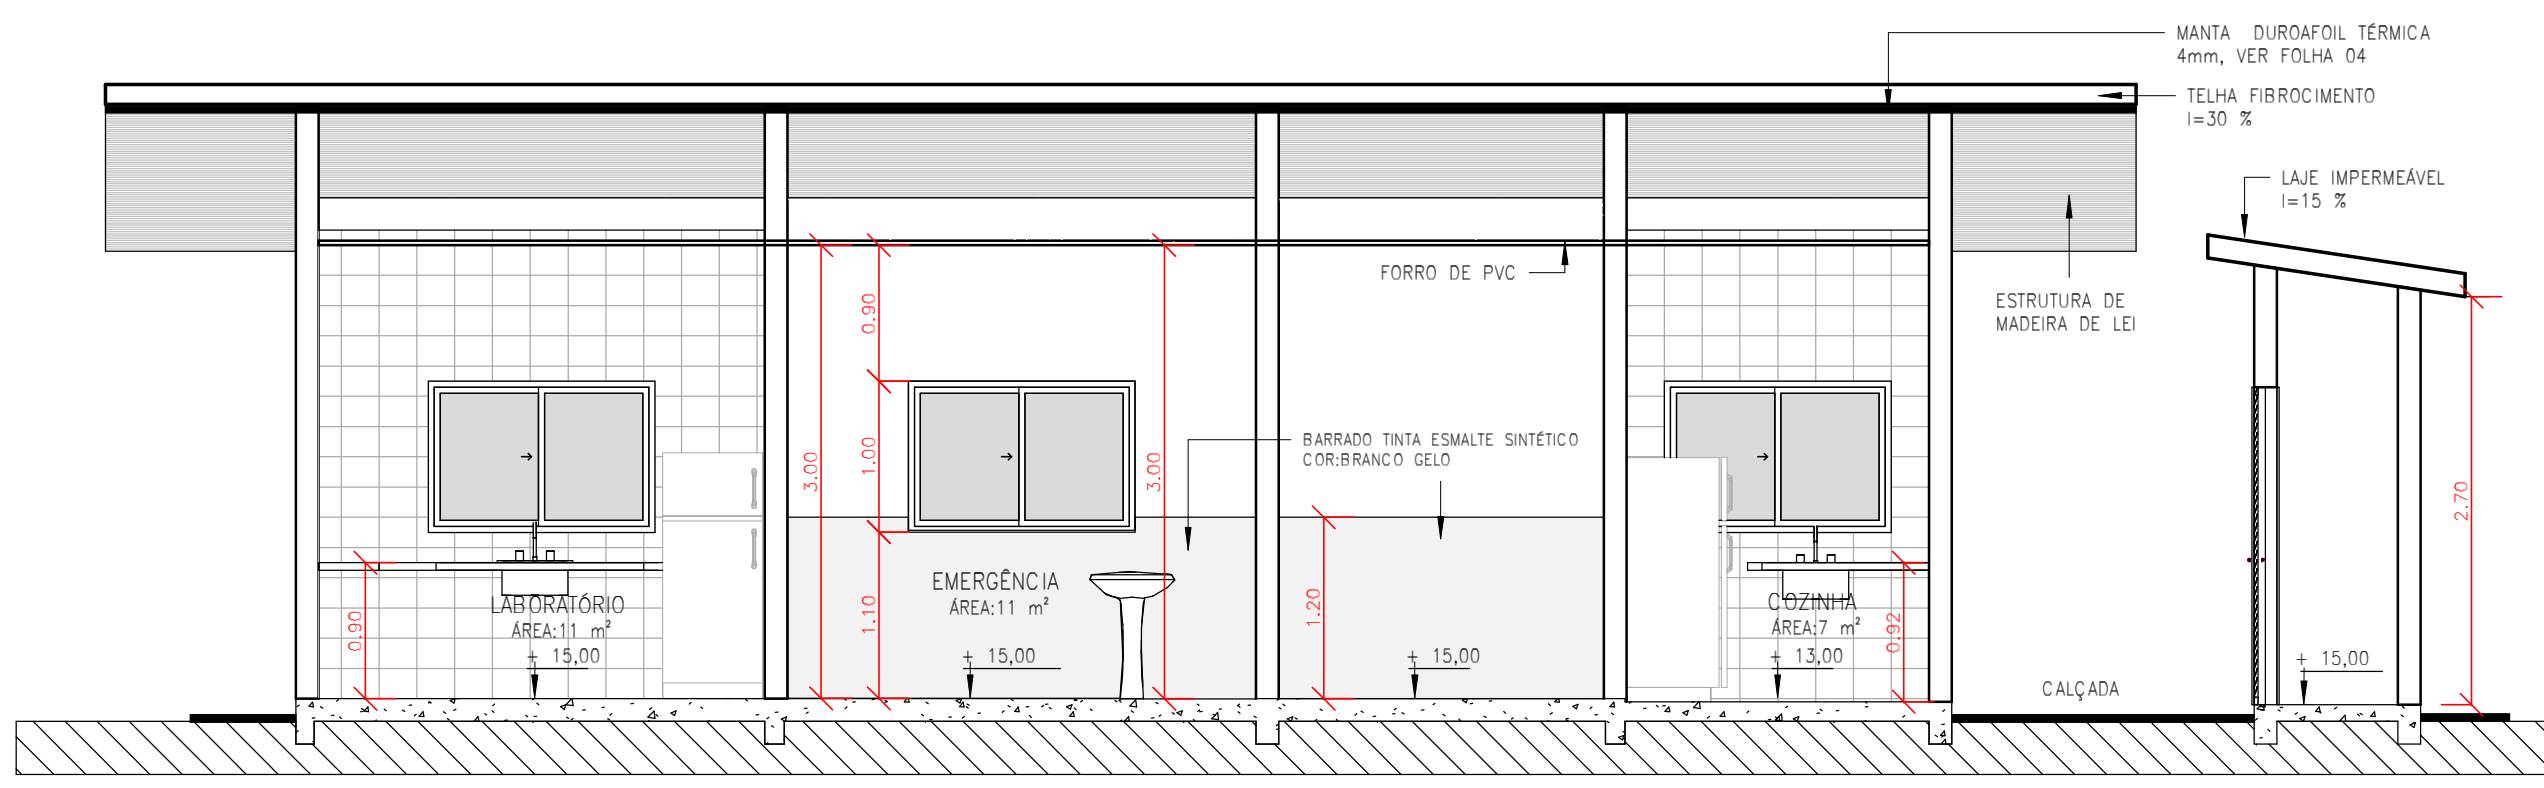 MANTA DUROAFOIL TÉRMICA
4mm, VER FOLHA 04
TELHA FIBROCIMENTO
I=30 %
LAJE IMPERMEÁVEL
I=15 %
FORRO DE PVC
ESTRUTURA DE
MADEIRA DE LEI
BARRADO TINTA ESMALTE SINTÉTICO
COR:BRANCO GELO
0.90
1.00
1.10
3.00
3.00
1.20
2.70
0.90
0.92
LABORATÓRIO
ÁREA:11 m²
+ 15,00
EMERGÊNCIA
ÁREA:11 m²
+ 15,00
+ 15,00
COZINHA
ÁREA:7 m²
+ 13,00
CALÇADA
+ 15,00